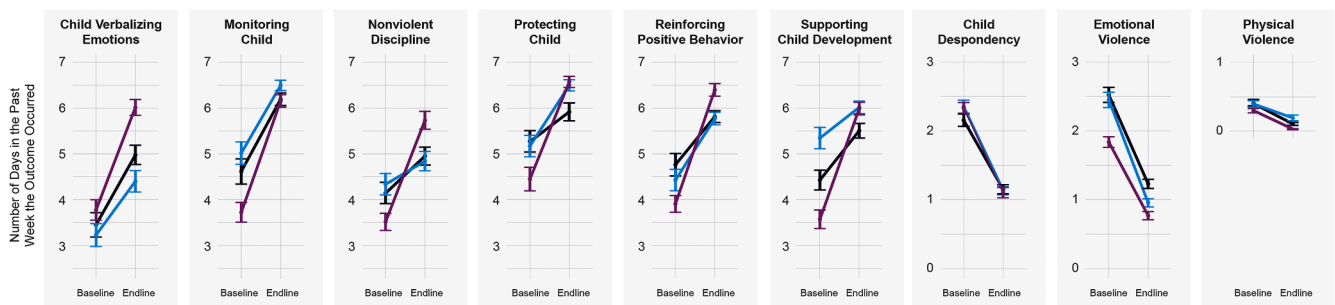 Number of Days in the Past
Week the Outcome Occurred
Child Verbalizing
Emotions
7
6
5
4
3
Baseline Endline
Monitoring
Child
7
6
5
4
3
Baseline Endline
Nonviolent
Discipline
7
6
5
4
3
Baseline Endline
Protecting
Child
7
6
5
4
3
Baseline Endline
Reinforcing
Positive Behavior
7
6
5
4
3
Baseline Endline
Supporting
Child Development
7
6
5
4
3
Baseline Endline
Child
Despondency
3
2
1
0
Baseline Endline
Emotional
Violence
3
2
1
0
Baseline Endline
Physical
Violence
1
0
Baseline Endline